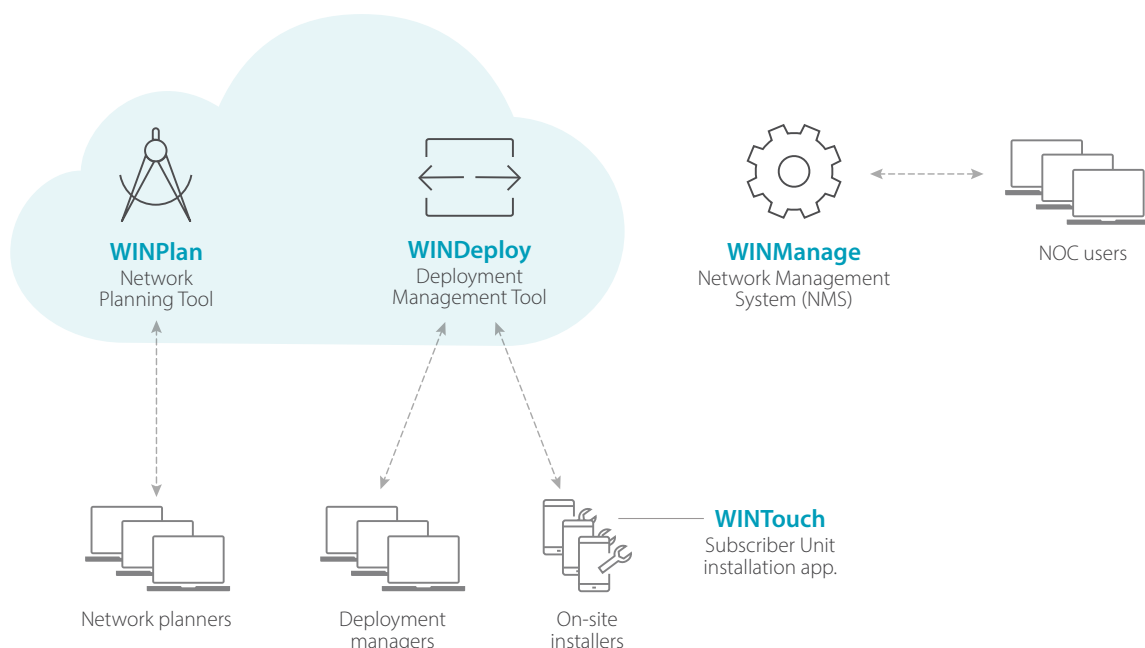 WINPlan
Network
Planning Tool
WINDeploy
Deployment
Management Tool
WINManage
Network Management
System (NMS)
NOC users
WINTouch
Subscriber Unit
installation app.
Network planners
Deployment
managers
On-site
installers